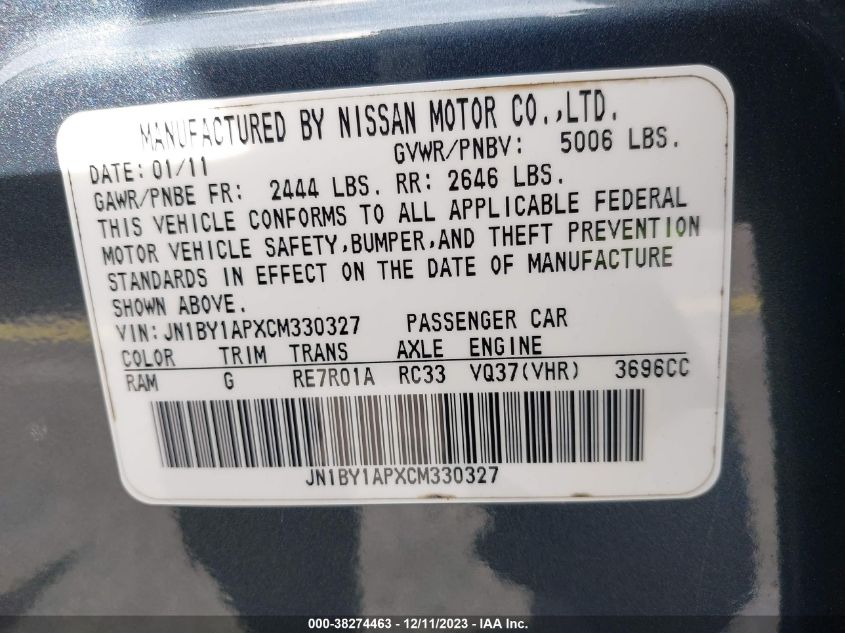 MANUFACTURED BY NISSAN MOTOR CO.,LTD.
DATE: 01/11 GVWR/PNBV: 5006 LBS.
GAWR/PNBE FR: 2444 LBS. RR: 2646 LBS.
THIS VEHICLE CONFORMS TO ALL APPLICABLE FEDERAL
MOTOR VEHICLE SAFETY,BUMPER,AND THEFT PREVENTION
STANDARDS IN EFFECT ON THE DATE OF MANUFACTURE
SHOWN ABOVE.
VIN:JN1BY1APXCM330327 PASSENGER CAR
COLOR TRIM TRANS AXLE ENGINE
RAM G RE7R01A RC33 VQ37(VHR) 3696CC
JN1BY1APXCM330327
000-38274463 - 12/11/2023 - IAA Inc.